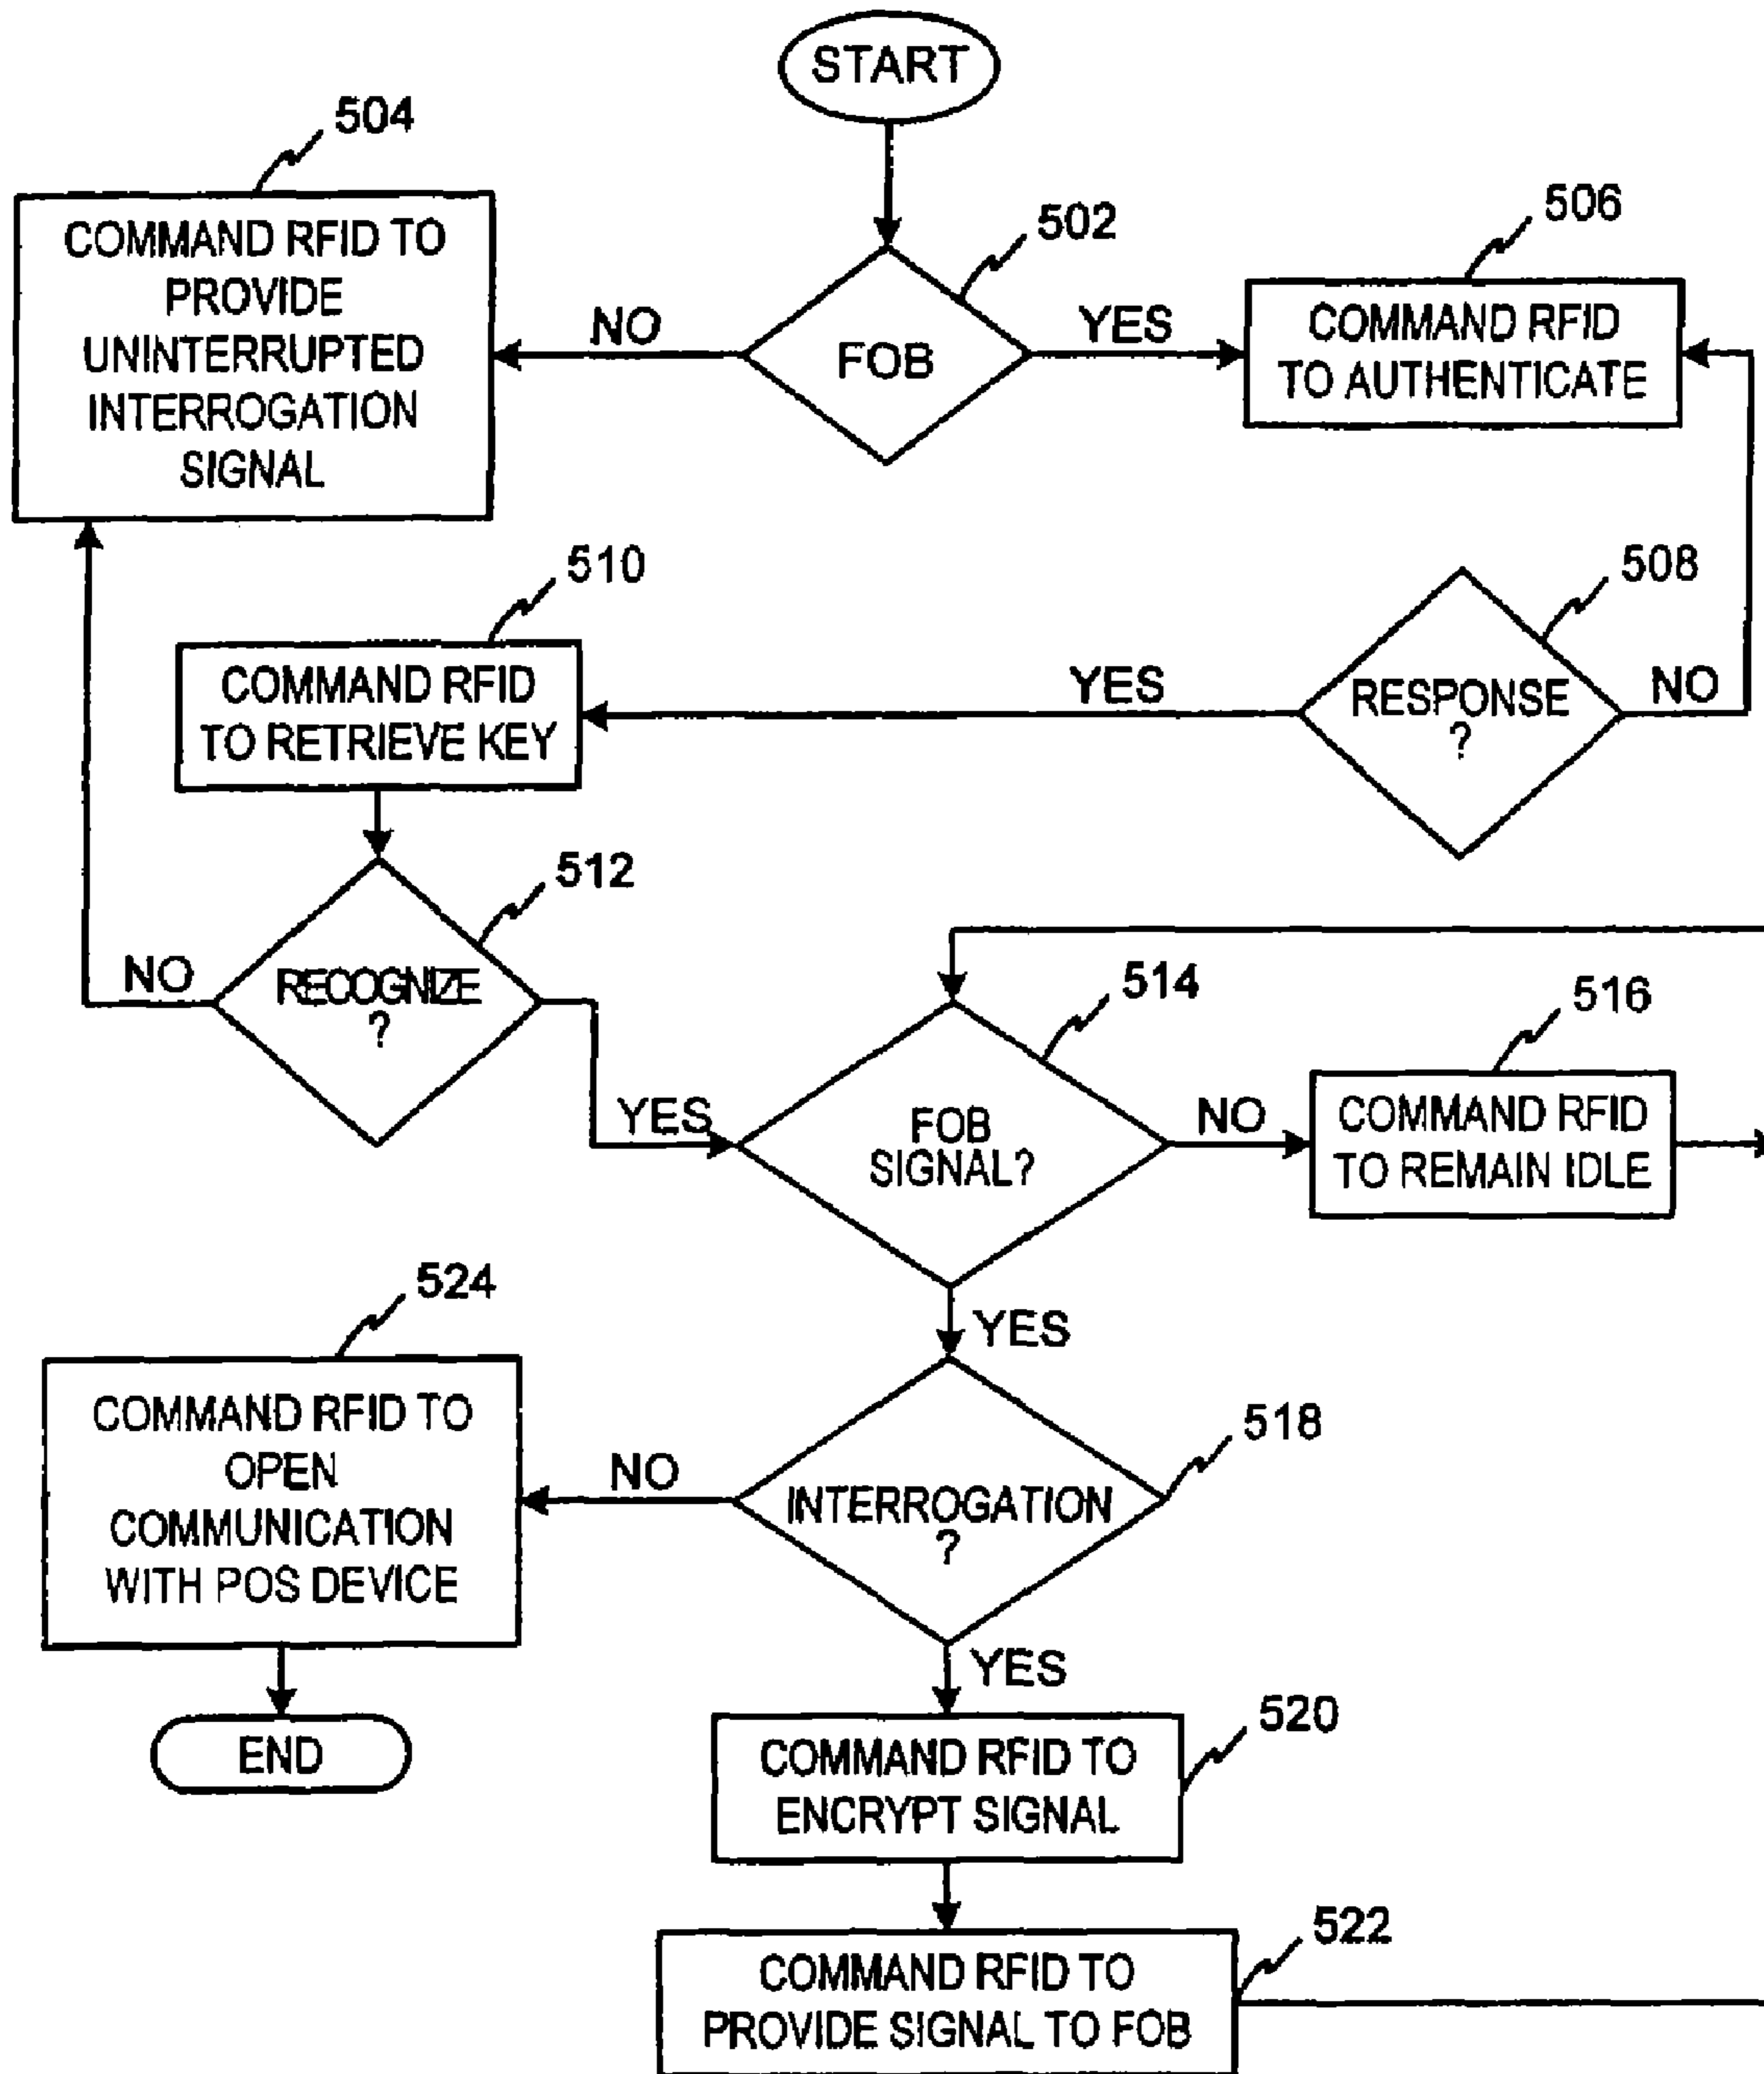 START
504
COMMAND RFID TO
PROVIDE
UNINTERRUPTED
INTERROGATION
SIGNAL
NO
502
FOB
YES
506
COMMAND RFID
TO AUTHENTICATE
510
COMMAND RFID
TO RETRIEVE KEY
YES
508
RESPONSE
?
NO
512
NO
RECOGNIZE
?
YES
514
FOB
SIGNAL?
NO
516
COMMAND RFID
TO REMAIN IDLE
YES
524
COMMAND RFID TO
OPEN
COMMUNICATION
WITH POS DEVICE
NO
518
INTERROGATION
?
YES
END
520
COMMAND RFID TO
ENCRYPT SIGNAL
522
COMMAND RFID TO
PROVIDE SIGNAL TO FOB